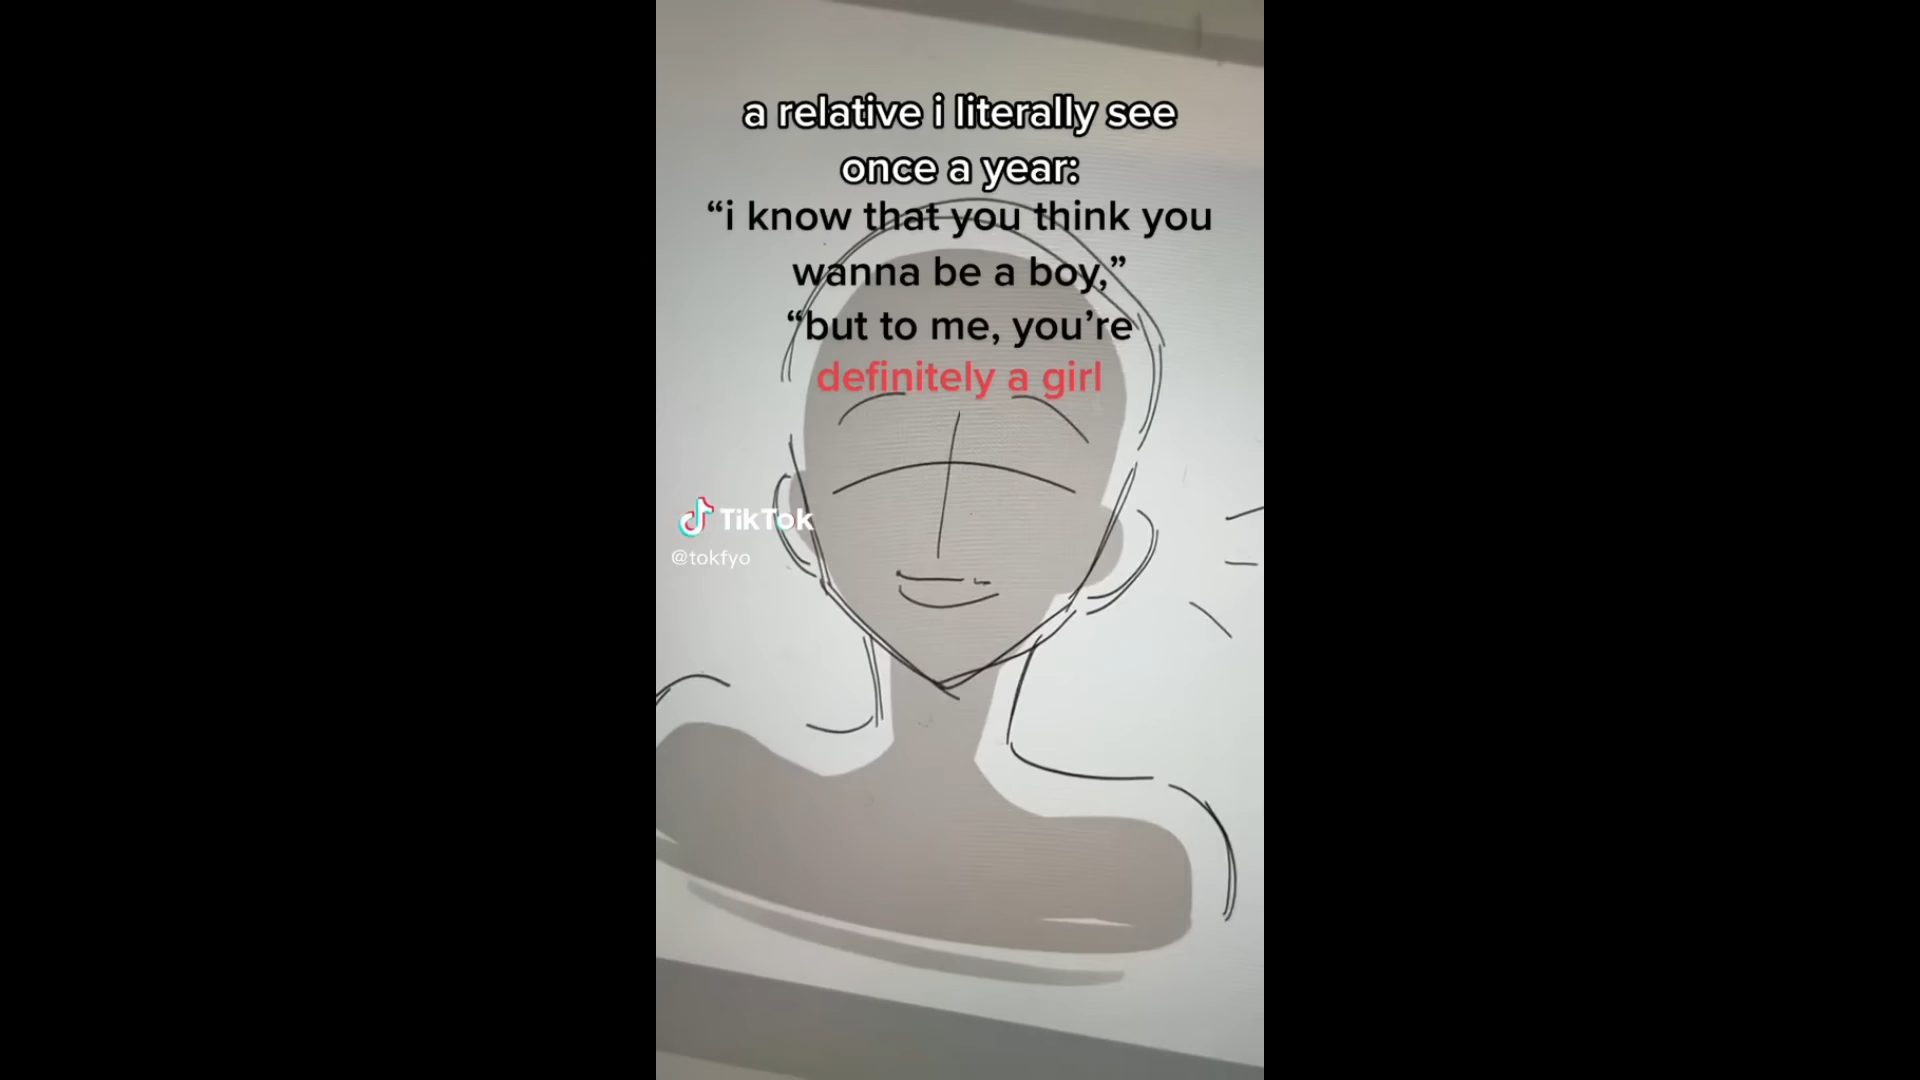 a relative i literally see
once a year:
“i know that you think you
wanna be a boy,”
“but to me, you’re
definitely a girl
TikTok
@tokfyo